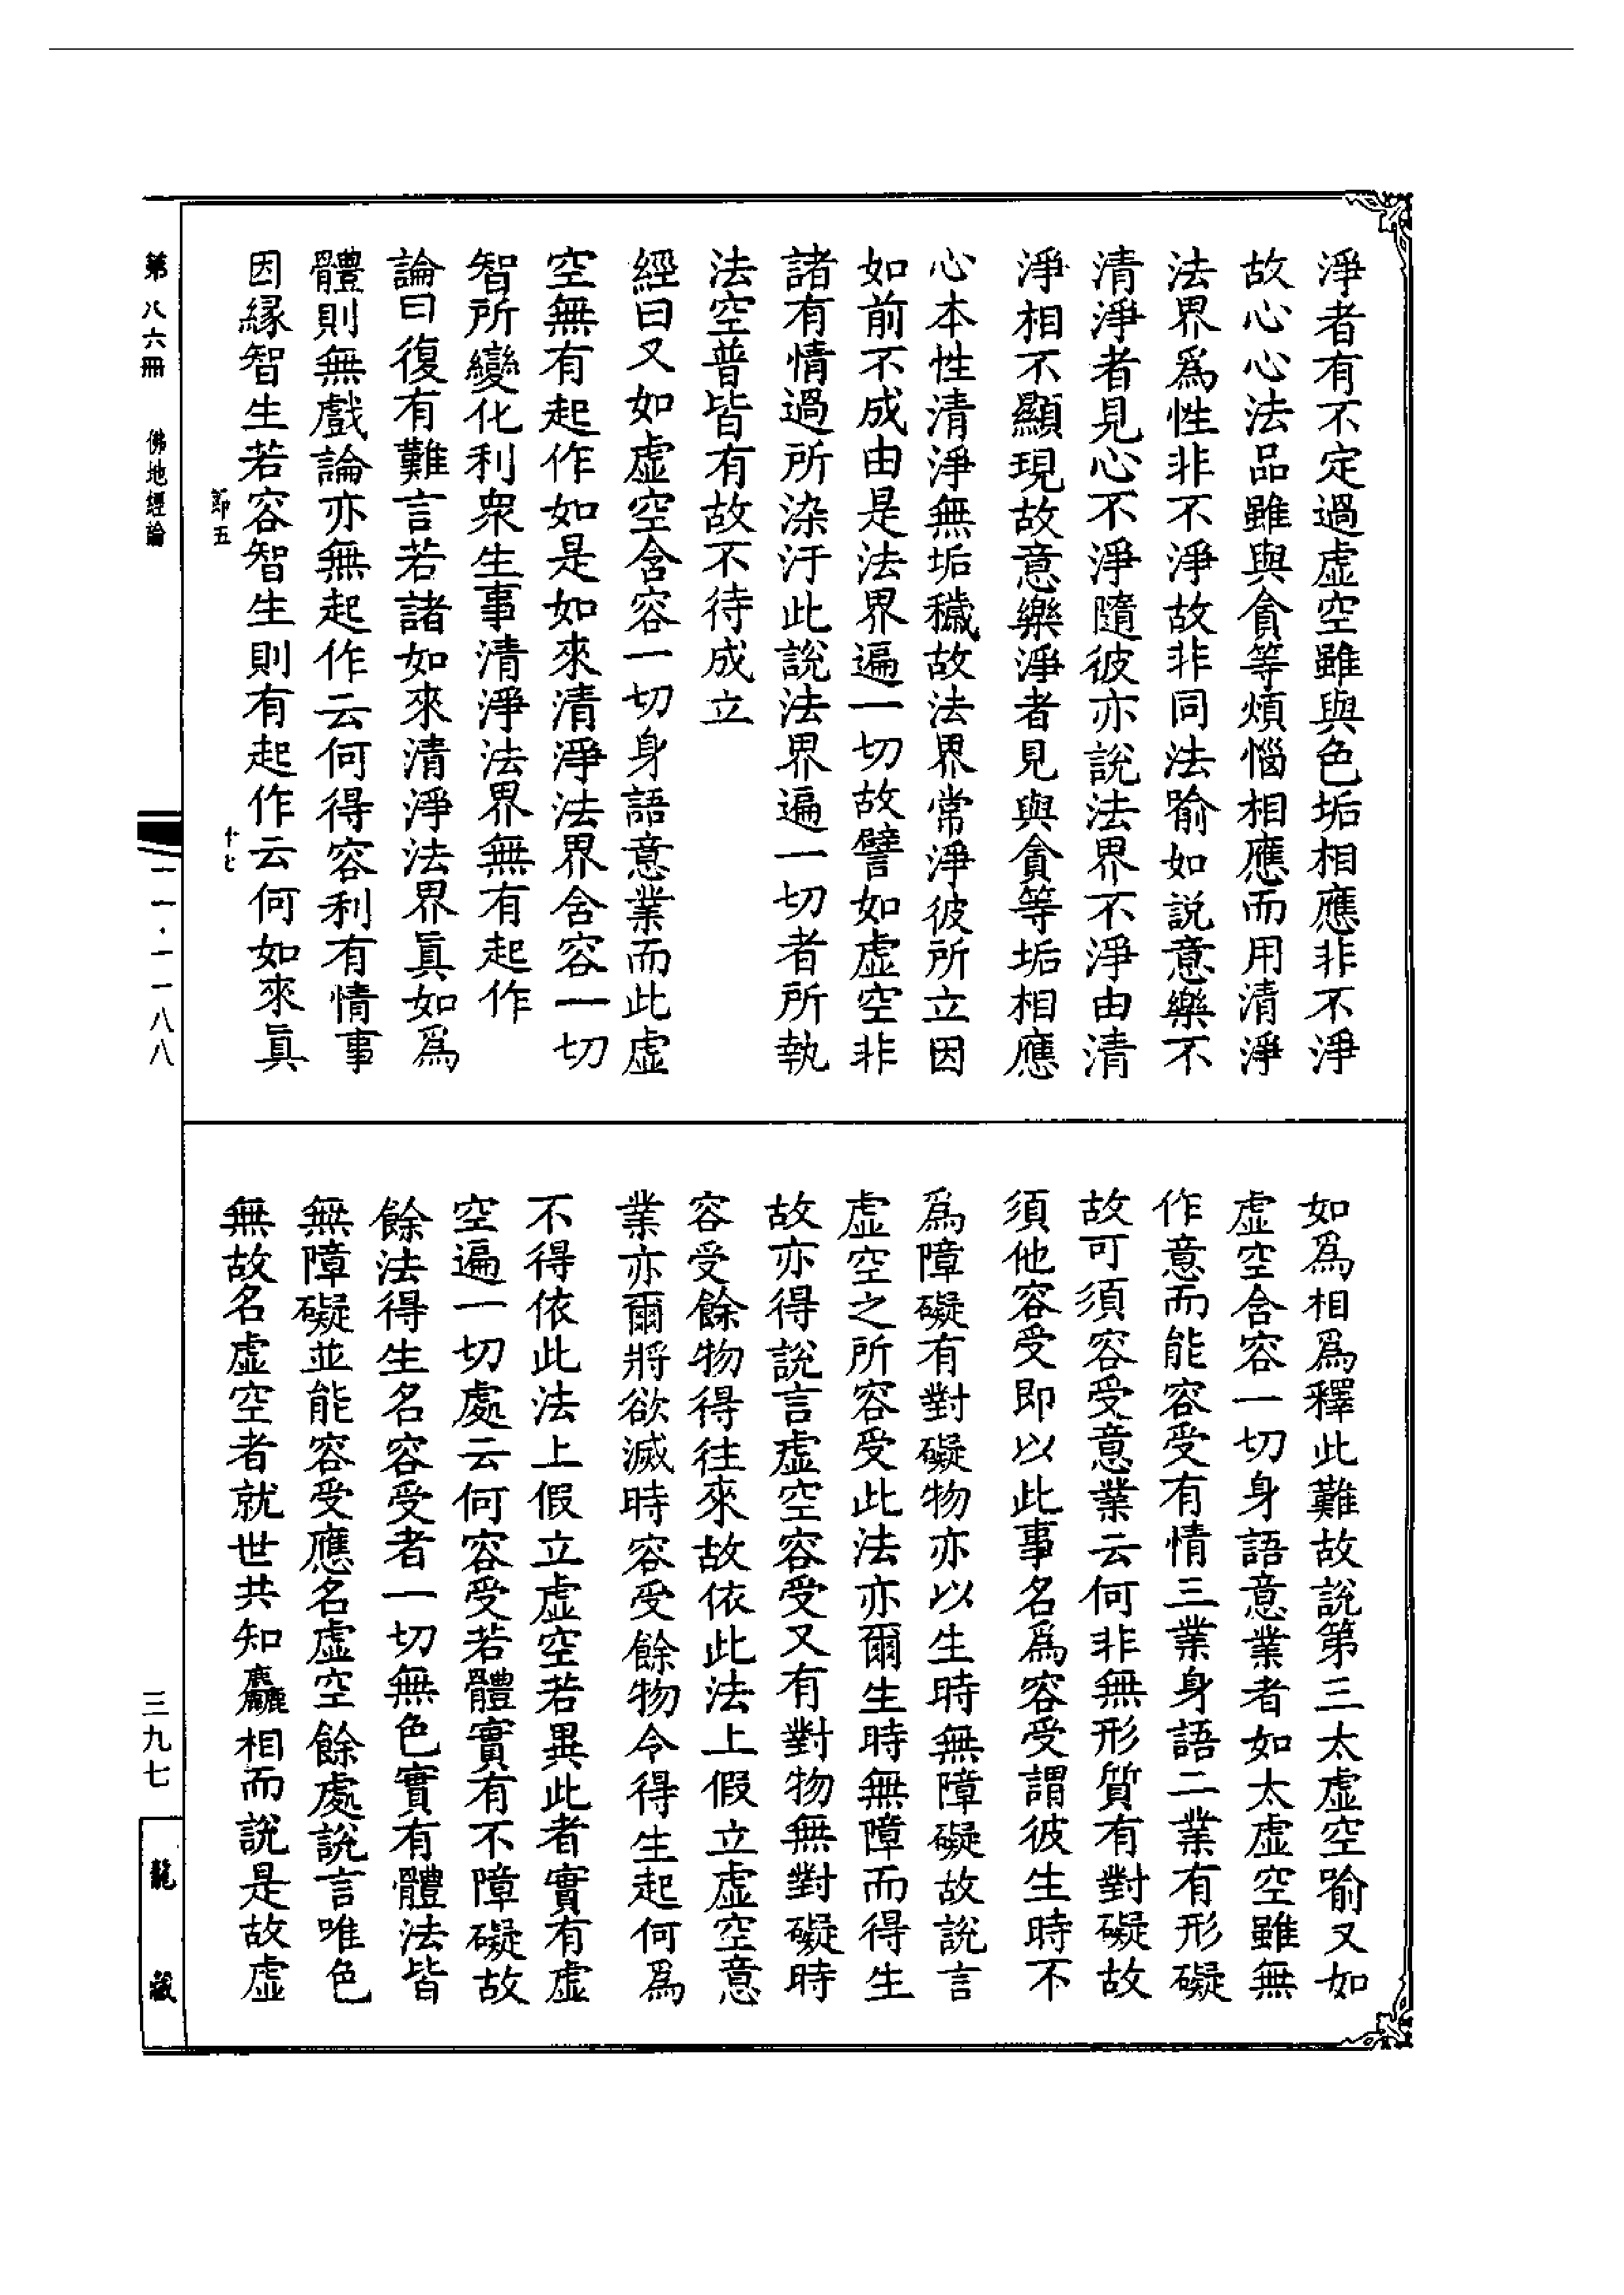 淨者有不定過虛空雖與色垢相應非不淨
故心心法品雖與貪等煩惱相應而用清淨
法界爲性非不淨故非同法喻如說意樂不
清淨者見心不淨隨彼亦說法界不淨由清
淨相不顯現故意樂淨者見與貪等垢相應
心本性清淨無垢穢故法界常淨彼所立因
如前不成由是法界遍一切故譬如虛空非
諸有情過所染汙此說法界遍一切者所執
法空普皆有故不待成立
經曰又如虛空含容一切身語意業而此虛
空無有起作如是如來清淨法界含容一切
智所變化利衆生事清淨法界無有起作
論曰復有難言若諸如來清淨法界眞如爲
體則無戲論亦無起作云何得容利有情事
因緣智生若容智生則有起作云何如來眞
如爲相爲釋此難故說第三太虛空喻又如
虛空含容一切身語意業者如太虛空雖無
作意而能容受有情三業身語二業有形礙
故可須容受意業云何非無形質有對礙故
須他容受即以此事名爲容受謂彼生時不
爲障礙有對礙物亦以生時無障礙故說言
虛空之所容受此法亦爾生時無障而得生
故亦得說言虛空容受又有對物無對礙時
容受餘物得往來故依此法上假立虛空意
業亦爾將欲滅時容受餘物令得生起何爲
不得依此法上假立虛空若異此者實有虛
空遍一切處云何容受若體實有不障礙故
餘法得生名容受者一切無色實有體法皆
無障礙並能容受應名虛空餘處說言唯色
無故名虛空者就世共知麤相而說是故虛
第八六冊
佛地經論
節五
十七
一一·一一八八
三九七
龍藏